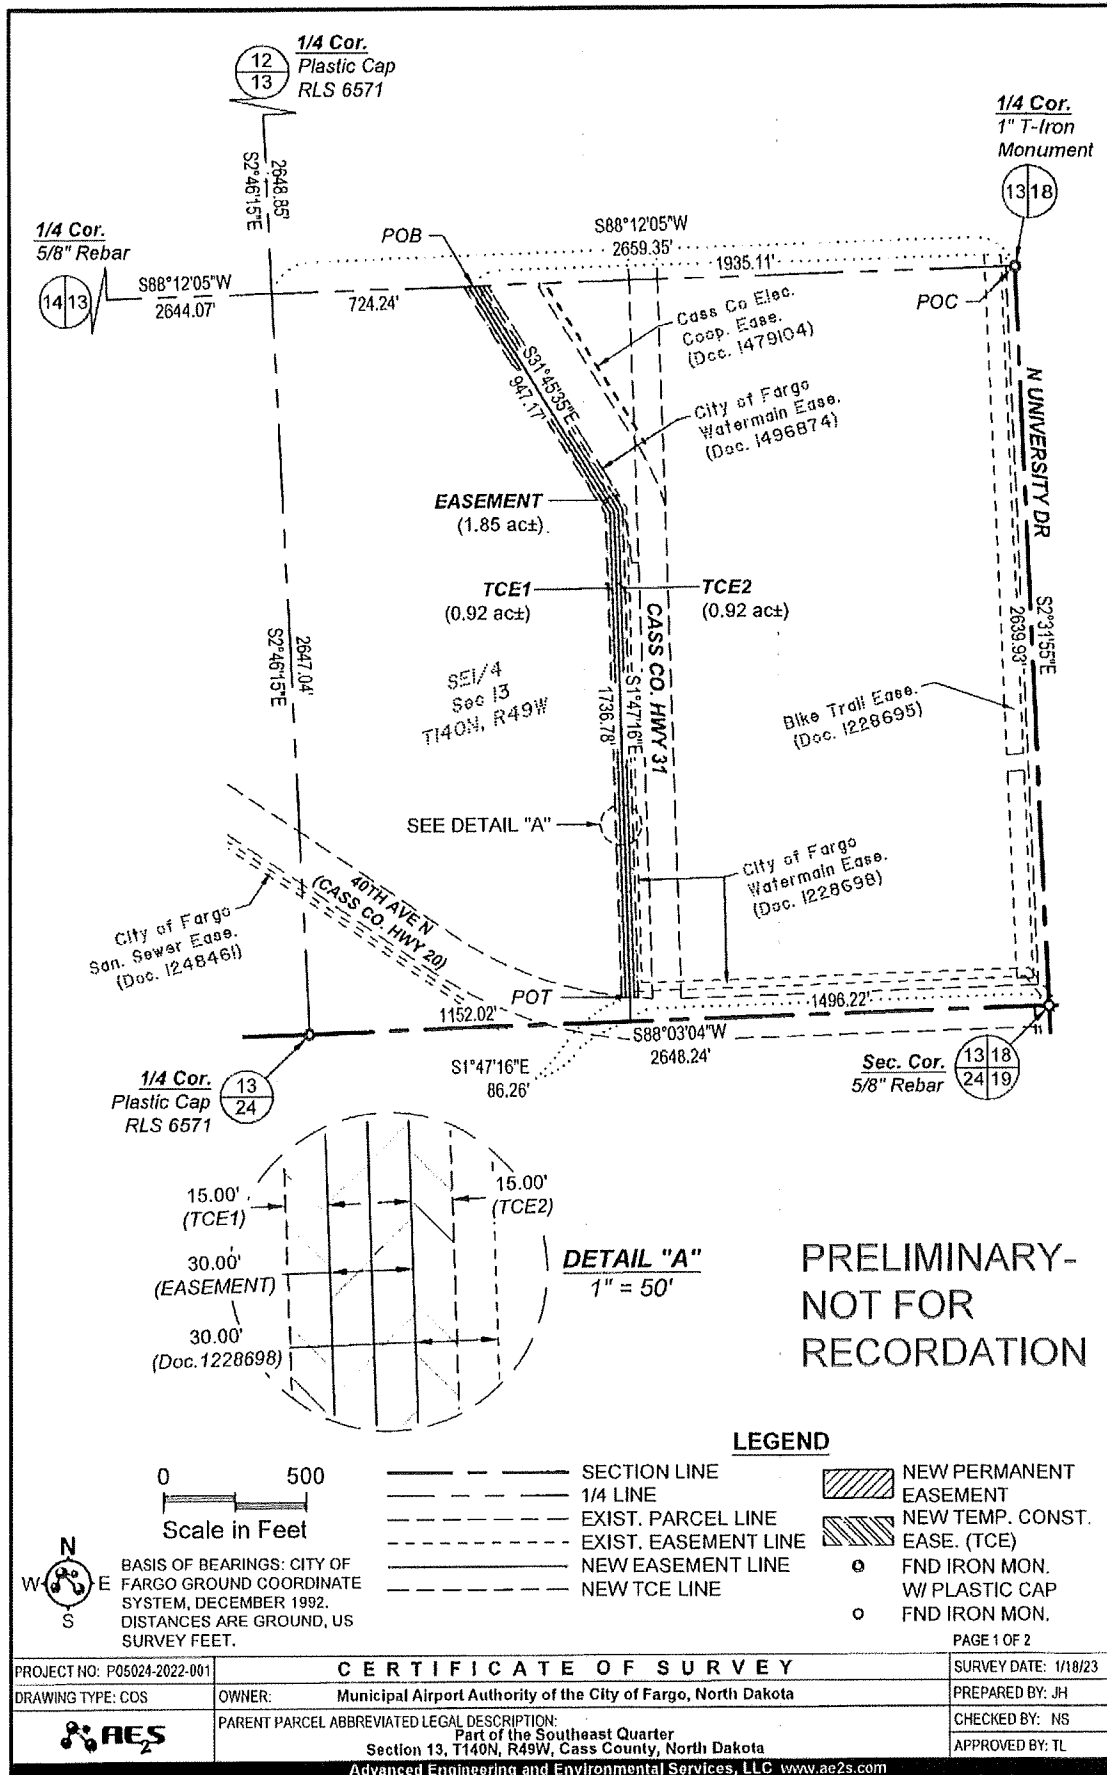 1/4 Cor.
Plastic Cap
RLS 6571
12
13
1/4 Cor.
1" T-Iron
Monument
13 18
2648.85'
S2°46'15"E
1/4 Cor.
5/8" Rebar
14 13
S88°12'05"W
2644.07'
POB
724.24'
S88°12'05"W
2659.35'
1935.11'
POC
Cass Co Elec.
Coop. Ease.
(Doc. 1479104)
S31°45'35"E
947.17'
City of Fargo
Watermain Ease.
(Doc. 1496874)
N UNIVERSITY DR
EASEMENT
(1.85 ac±)
TCE1
(0.92 ac±)
TCE2
(0.92 ac±)
CASS CO. HWY 31
S2°31'55"E
2639.93'
2647.04'
S2°46'15"E
SE1/4
Sec 13
T140N, R49W
1736.78'
S1°47'16"E
Bike Trail Ease.
(Doc. 1228695)
SEE DETAIL "A"
City of Fargo
Watermain Ease.
(Doc. 1228698)
40TH AVE N
(CASS CO. HWY 20)
City of Fargo
San. Sewer Ease.
(Doc. 1248461)
POT
1152.02'
1496.22'
S88°03'04"W
2648.24'
S1°47'16"E
86.26'
Sec. Cor.
5/8" Rebar
13 18
24 19
1/4 Cor.
Plastic Cap
RLS 6571
13
24
15.00'
(TCE1)
15.00'
(TCE2)
30.00'
(EASEMENT)
30.00'
(Doc.1228698)
DETAIL "A"
1" = 50'
PRELIMINARY-
NOT FOR
RECORDATION
LEGEND
0 500
Scale in Feet
SECTION LINE
1/4 LINE
EXIST. PARCEL LINE
EXIST. EASEMENT LINE
NEW EASEMENT LINE
NEW TCE LINE
NEW PERMANENT
EASEMENT
NEW TEMP. CONST.
EASE. (TCE)
FND IRON MON.
W/ PLASTIC CAP
FND IRON MON.
N
W E
S
BASIS OF BEARINGS: CITY OF
FARGO GROUND COORDINATE
SYSTEM, DECEMBER 1992.
DISTANCES ARE GROUND, US
SURVEY FEET.
PAGE 1 OF 2
PROJECT NO: P05024-2022-001
CERTIFICATE OF SURVEY
SURVEY DATE: 1/18/23
DRAWING TYPE: COS
OWNER: Municipal Airport Authority of the City of Fargo, North Dakota
PREPARED BY: JH
AE2S
PARENT PARCEL ABBREVIATED LEGAL DESCRIPTION:
Part of the Southeast Quarter
Section 13, T140N, R49W, Cass County, North Dakota
CHECKED BY: NS
APPROVED BY: TL
Advanced Engineering and Environmental Services, LLC www.ae2s.com